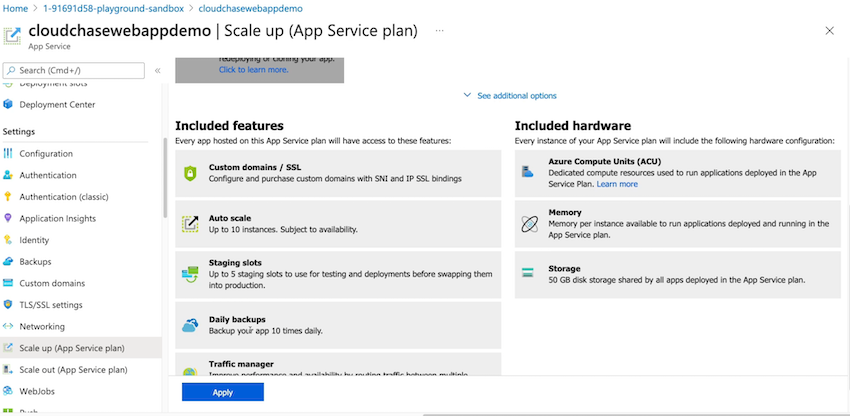 Home > 1-91691d58-playground-sandbox > cloudchasewebappdemo
cloudchasewebappdemo | Scale up (App Service plan) ...
App Service
Search (Cmd+/)
«
Deployment slots
Deployment Center
Settings
Configuration
Authentication
Authentication (classic)
Application Insights
Identity
Backups
Custom domains
TLS/SSL settings
Networking
Scale up (App Service plan)
Scale out (App Service plan)
WebJobs
Push
redeploying or cloning your app.
Click to learn more.
See additional options
Included features
Every app hosted on this App Service plan will have access to these features:
Custom domains / SSL
Configure and purchase custom domains with SNI and IP SSL bindings
Auto scale
Up to 10 instances. Subject to availability.
Staging slots
Up to 5 staging slots to use for testing and deployments before swapping them
into production.
Daily backups
Backup your app 10 times daily.
Traffic manager
Improve performance and availability by routing traffic between multiple
Included hardware
Every instance of your App Service plan will include the following hardware configuration:
Azure Compute Units (ACU)
Dedicated compute resources used to run applications deployed in the App
Service Plan. Learn more
Memory
Memory per instance available to run applications deployed and running in the
App Service plan.
Storage
50 GB disk storage shared by all apps deployed in the App Service plan.
Apply